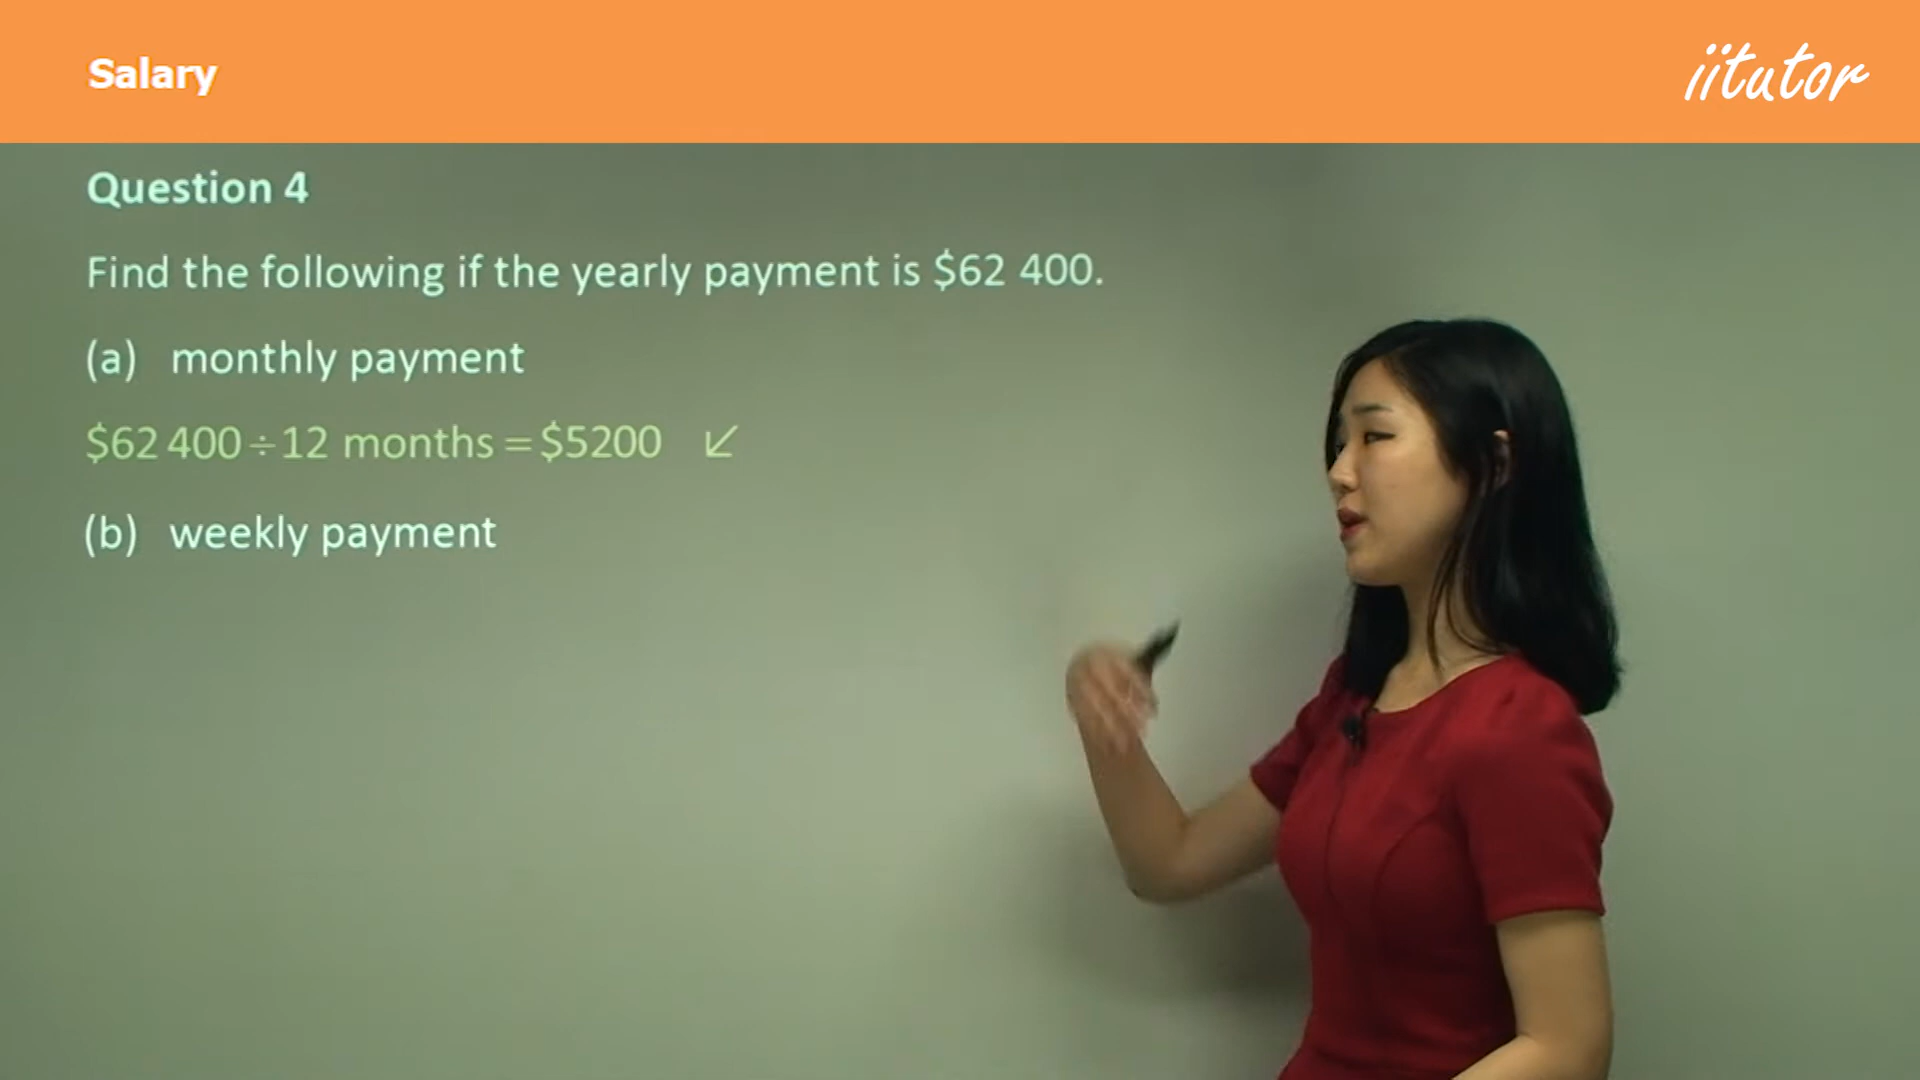 Salary
iitutor
Question 4
Find the following if the yearly payment is $62 400.
(a) monthly payment
$62 400 ÷ 12 months = $5200 ↙
(b) weekly payment